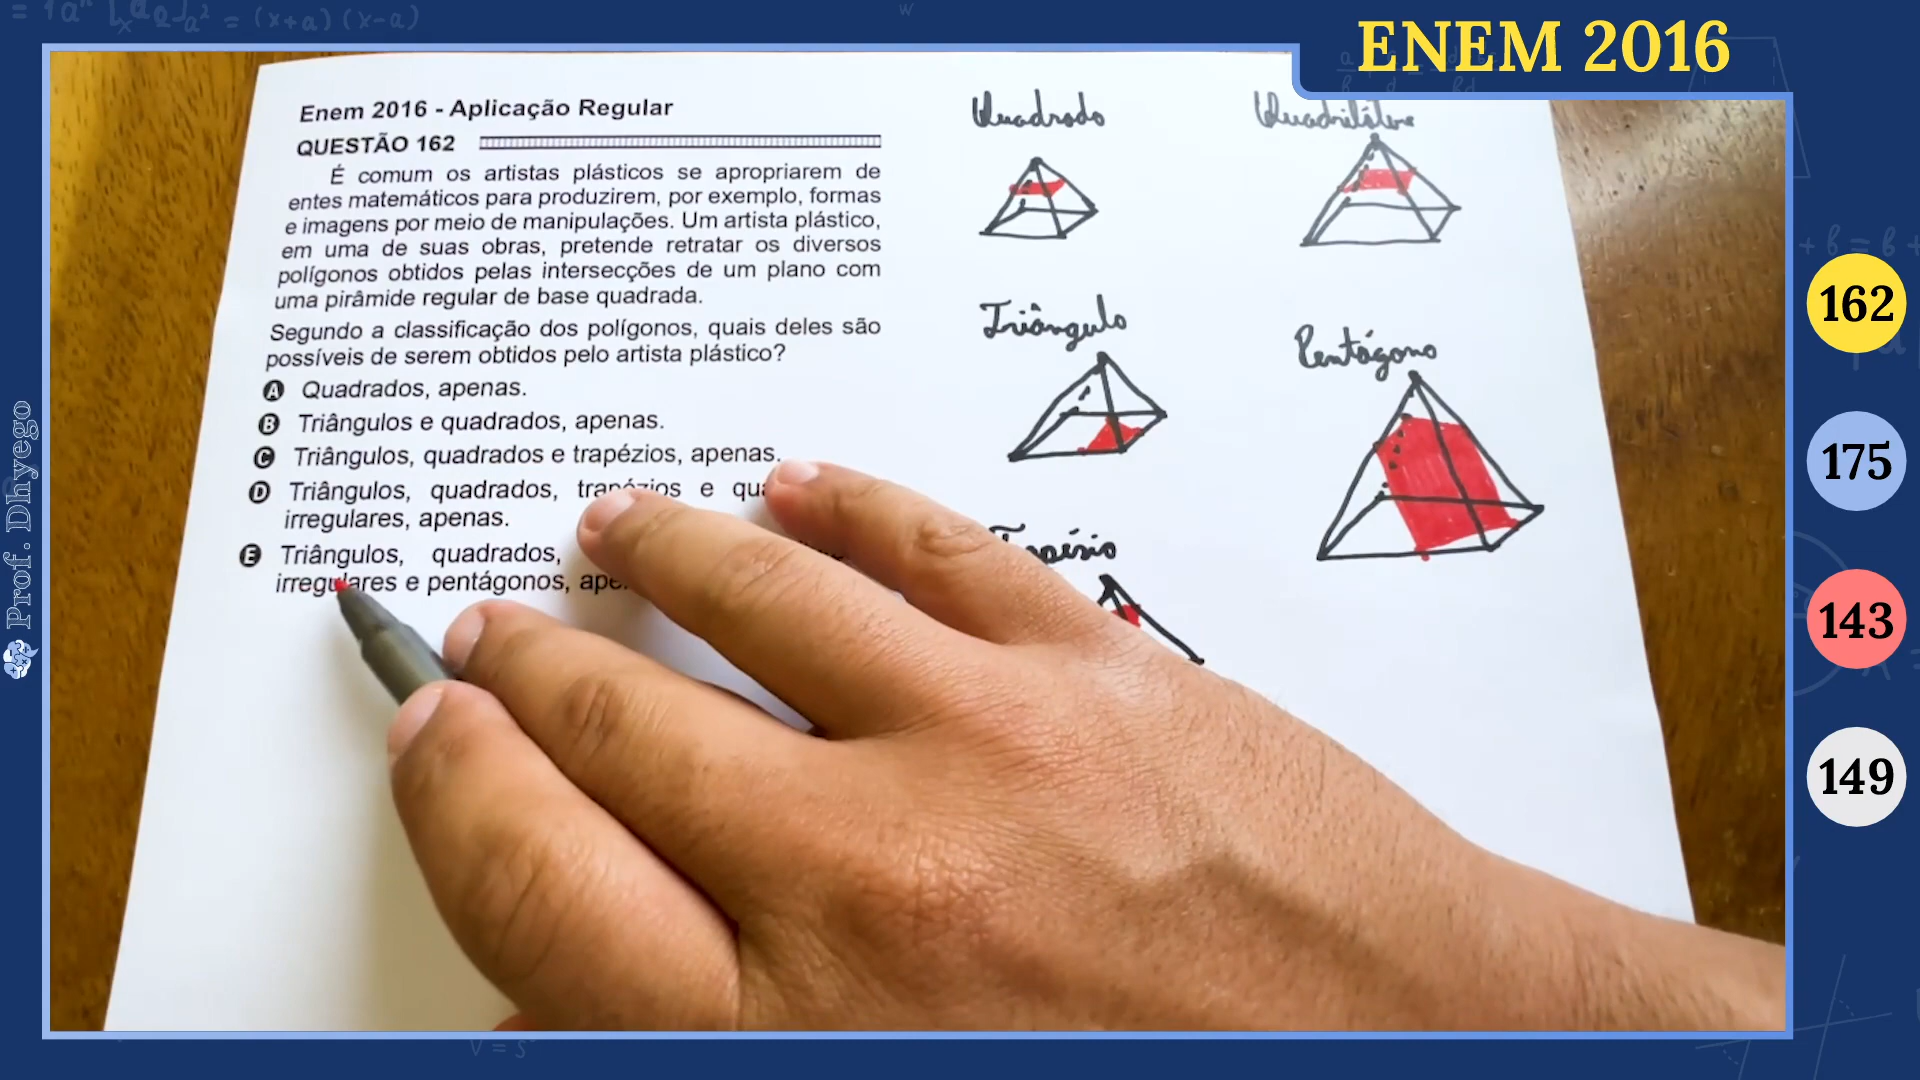 ENEM 2016
Enem 2016 - Aplicação Regular
QUESTÃO 162
É comum os artistas plásticos se apropriarem de
entes matemáticos para produzirem, por exemplo, formas
e imagens por meio de manipulações. Um artista plástico,
em uma de suas obras, pretende retratar os diversos
polígonos obtidos pelas intersecções de um plano com
uma pirâmide regular de base quadrada.
Segundo a classificação dos polígonos, quais deles são
possíveis de serem obtidos pelo artista plástico?
A Quadrados, apenas.
B Triângulos e quadrados, apenas.
C Triângulos, quadrados e trapézios, apenas.
D Triângulos, quadrados, trapézios e
irregulares, apenas.
E Triângulos, quadrados,
irregulares e pentágonos,
Quadrado
Quadrilátero
Triângulo
Pentágono
162
175
143
149
Prof. Dhyego
= (x+a) (x-a)